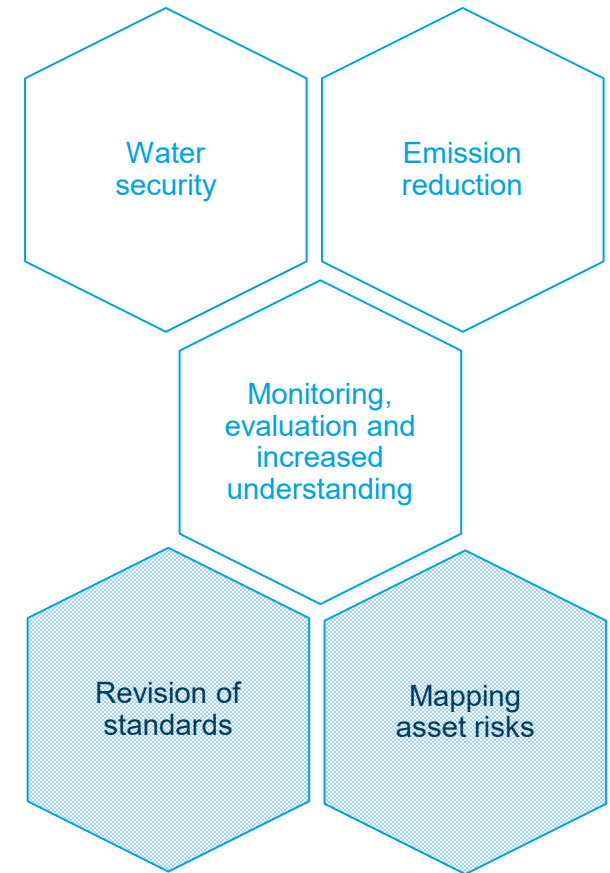 Water
security
Emission
reduction
Monitoring,
evaluation and
increased
understanding
Revision of
standards
Mapping
asset risks